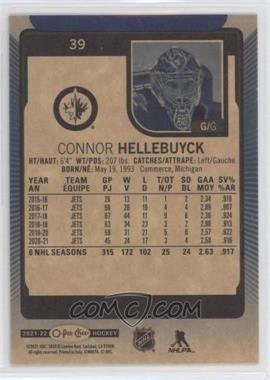 39
G/G
CONNOR HELLEBUYCK
HT/HAUT: 6'4" WT/PDS: 207 lbs. CATCHES/ATTRAPE: Left/Gauche
BORN/NÉ: May 19, 1993 Commerce, Michigan
YEAR TEAM GP W L T/OT SO GAA SV%
AN ÉQUIPE PJ V D N/P BL MOY %AR
2015-16 JETS 26 13 11 1 2 2.34 .918
2016-17 JETS 56 26 19 4 4 2.89 .907
2017-18 JETS 67 44 11 9 6 2.36 .924
2018-19 JETS 63 34 23 3 2 2.90 .913
2019-20 JETS 58 31 21 5 6 2.57 .922
2020-21 JETS 45 24 17 3 4 2.58 .916
6 NHL SEASONS 315 172 102 25 24 2.63 .917
2021-22 O-Pee-Chee HOCKEY
NHL
NHLPA